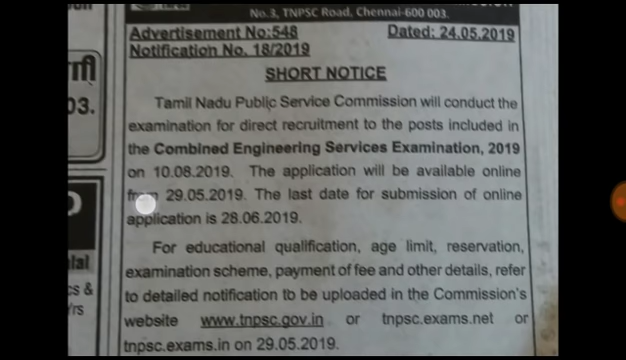 No.3, TNPSC Road, Chennai-600 003.
Advertisement No:548 Dated: 24.05.2019
Notification No. 18/2019
SHORT NOTICE
Tamil Nadu Public Service Commission will conduct the
examination for direct recruitment to the posts included in
the Combined Engineering Services Examination, 2019
on 10.08.2019. The application will be available online
from 29.05.2019. The last date for submission of online
application is 28.06.2019.
For educational qualification, age limit, reservation,
examination scheme, payment of fee and other details, refer
to detailed notification to be uploaded in the Commission's
website www.tnpsc.gov.in or tnpsc.exams.net or
tnpsc.exams.in on 29.05.2019.
03.